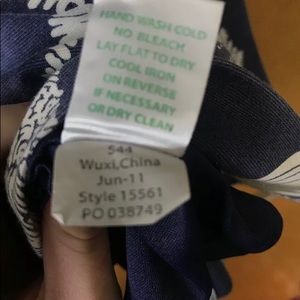 HAND WASH COLD
NO BLEACH
LAY FLAT TO DRY
COOL IRON
ON REVERSE
IF NECESSARY
OR DRY CLEAN
544
Wuxi,China
Jun-11
Style 15561
PO 038749